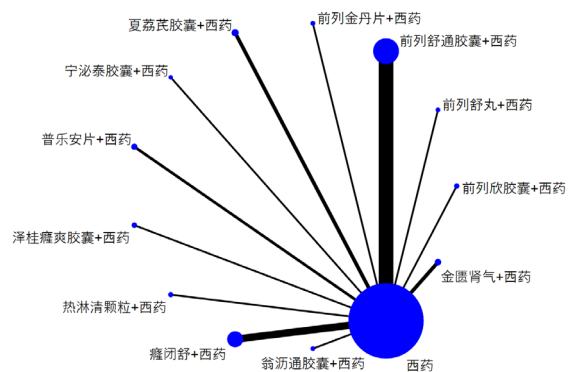 前列金丹片+西药
夏荔芪胶囊+西药
前列舒通胶囊+西药
宁泌泰胶囊+西药
前列舒丸+西药
普乐安片+西药
前列欣胶囊+西药
泽桂癃爽胶囊+西药
金匮肾气+西药
热淋清颗粒+西药
癃闭舒+西药
翁沥通胶囊+西药
西药